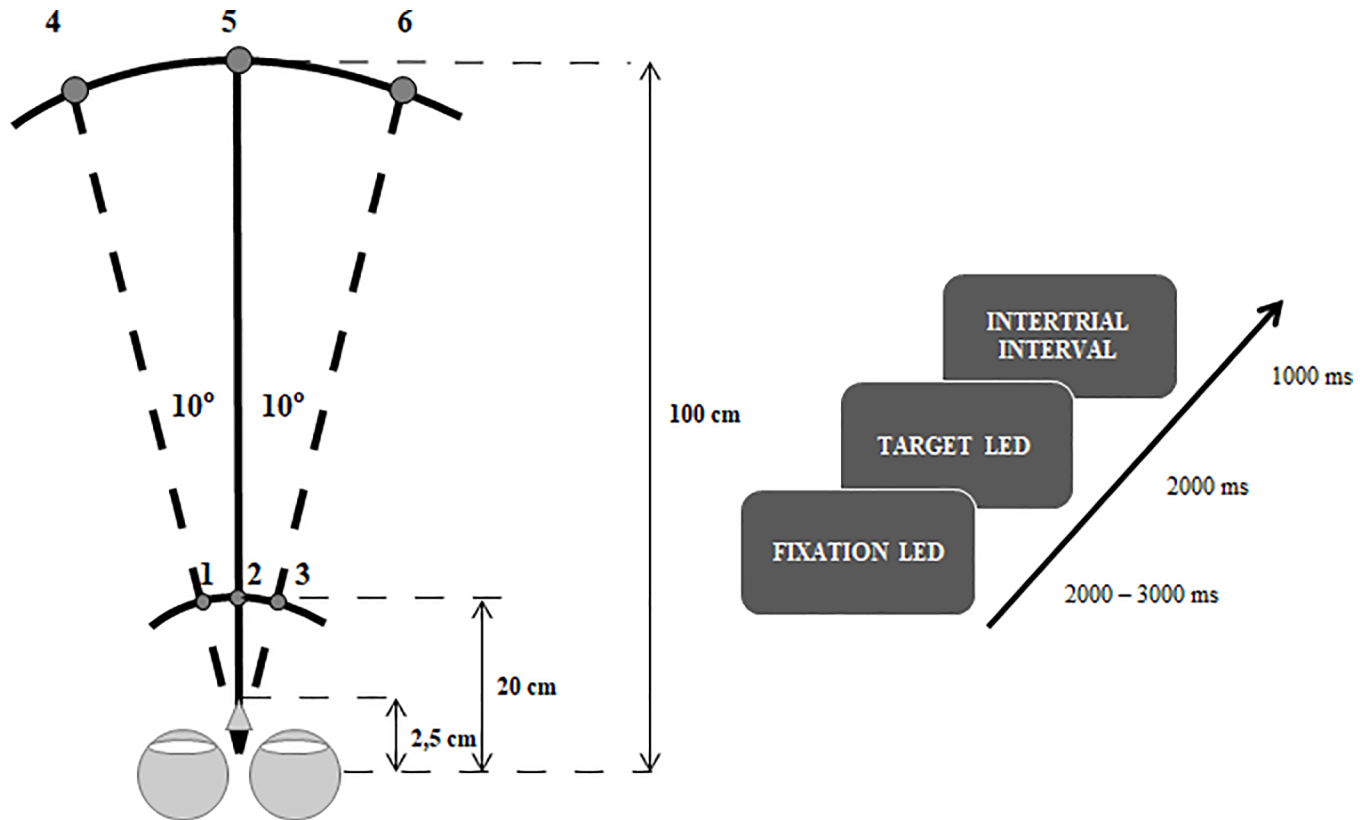 4
5
6
10°
10°
100 cm
1
2
3
20 cm
2,5 cm
INTERTRIAL
INTERVAL
1000 ms
TARGET LED
2000 ms
FIXATION LED
2000 – 3000 ms